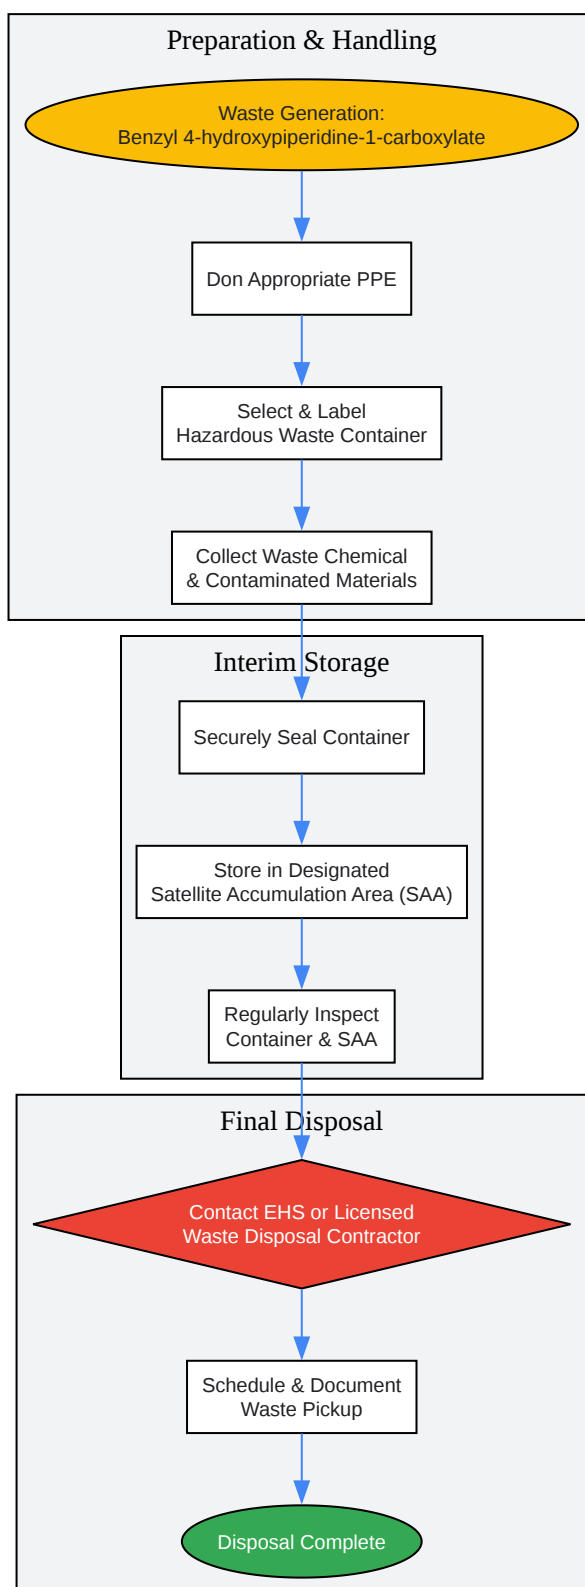 Preparation & Handling
Waste Generation:
Benzyl 4-hydroxypiperidine-1-carboxylate
Don Appropriate PPE
Select & Label
Hazardous Waste Container
Collect Waste Chemical
& Contaminated Materials
Interim Storage
Securely Seal Container
Store in Designated
Satellite Accumulation Area (SAA)
Regularly Inspect
Container & SAA
Final Disposal
Contact EHS or Licensed
Waste Disposal Contractor
Schedule & Document
Waste Pickup
Disposal Complete